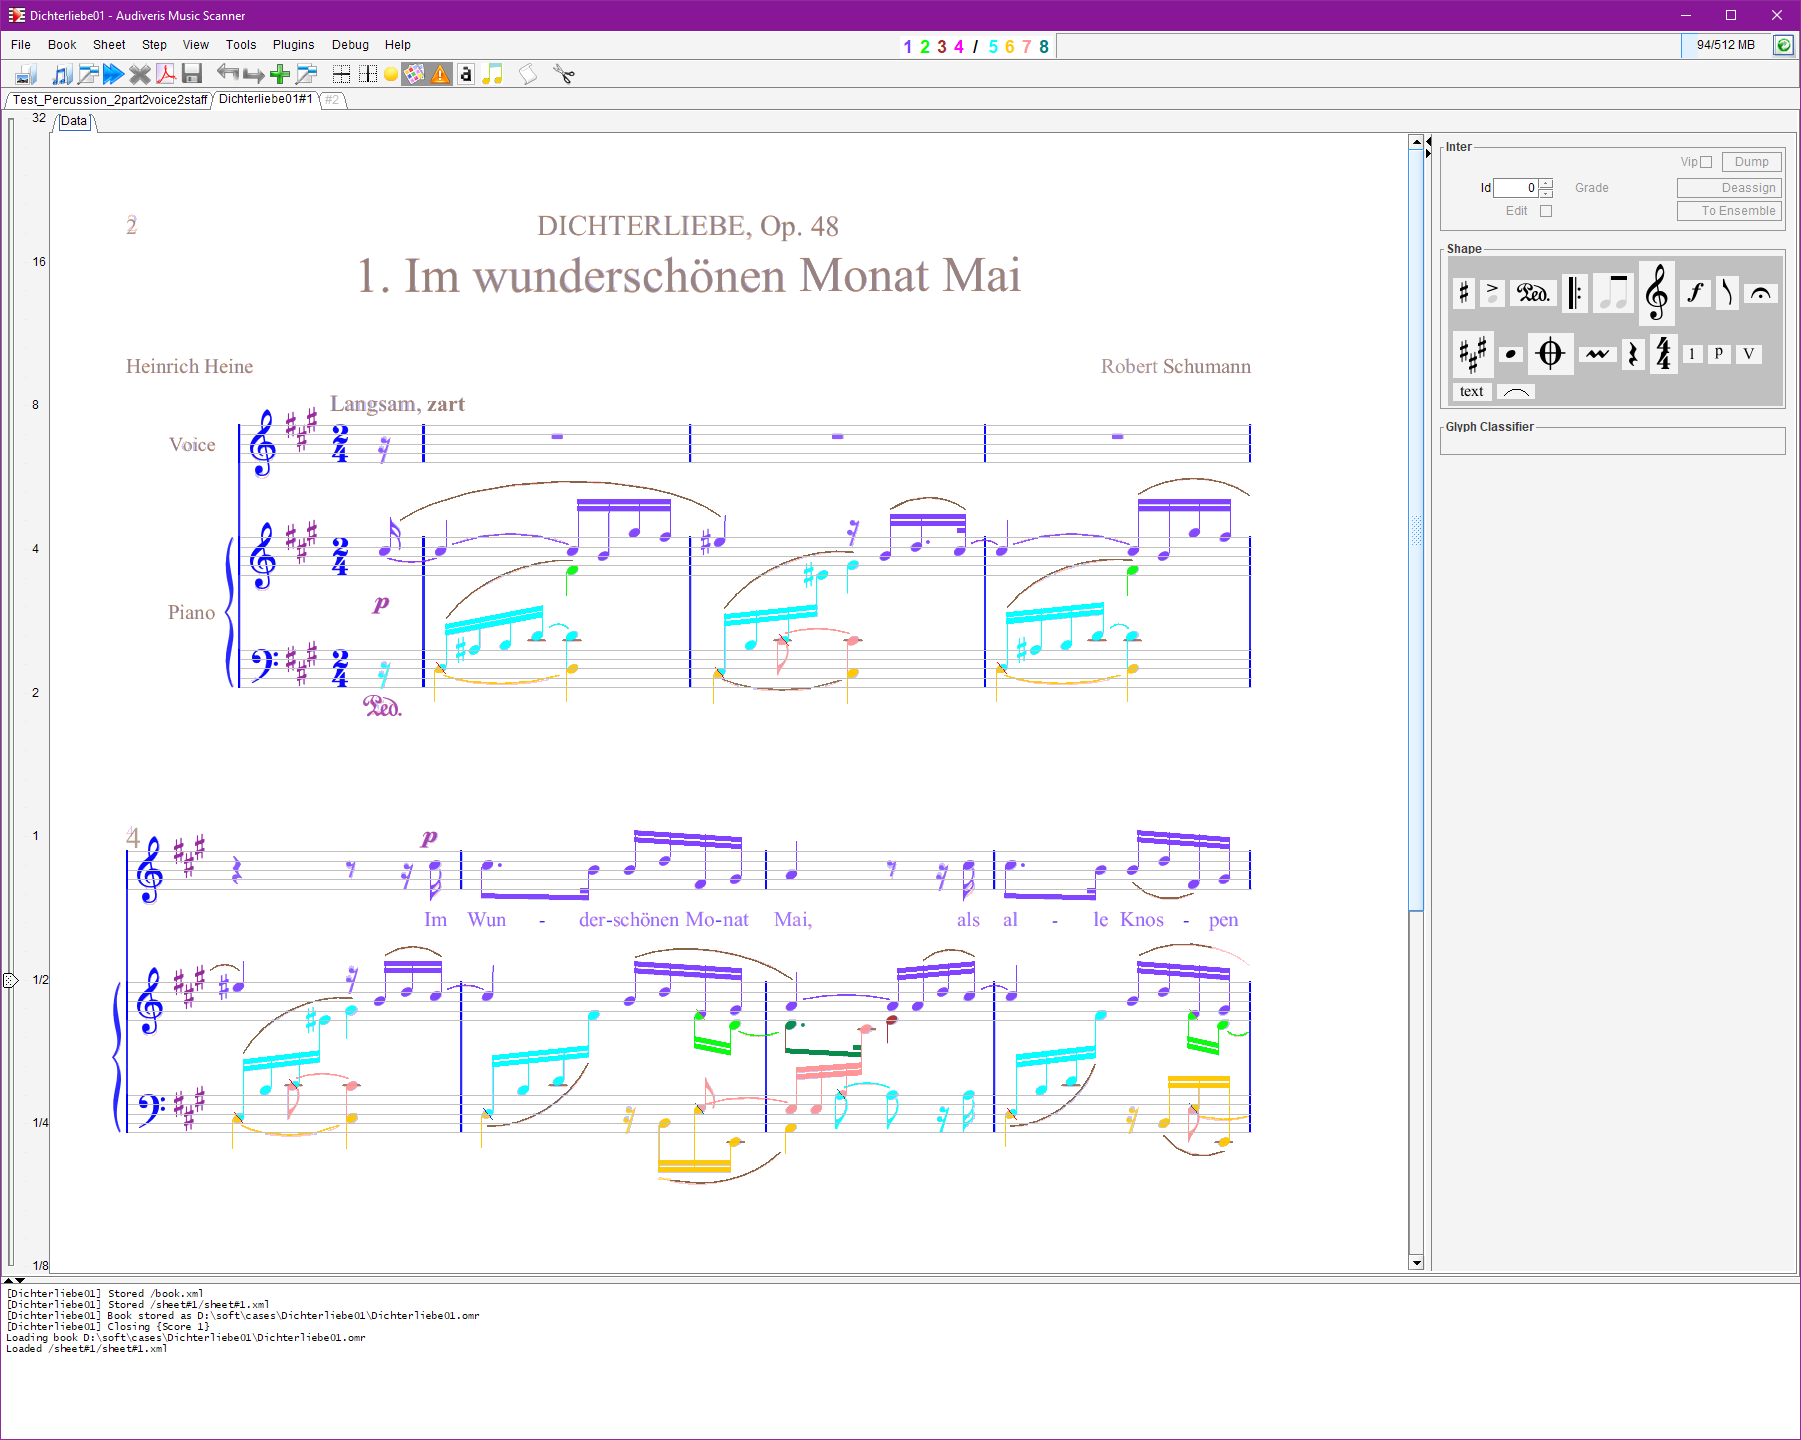 Dichterliebe01 - Audiveris Music Scanner
File Book Sheet Step View Tools Plugins Debug Help
1 2 3 4 / 5 6 7 8
94/512 MB
a
Test_Percussion_2part2voice2staff Dichterliebe01#1 #2
32
Data
Inter
Vip Dump
Id 0 Grade Deassign
Edit To Ensemble
2
DICHTERLIEBE, Op. 48
Shape
16
1. Im wunderschönen Monat Mai
Heinrich Heine Robert Schumann
1 p V
text
8
Langsam, zart
Glyph Classifier
Voice
4
p
Piano
2
Ped.
1
4
p
Im Wun - der-schönen Mo-nat Mai, als al - le Knos - pen
1/2
1/4
1/8
[Dichterliebe01] Stored /book.xml
[Dichterliebe01] Stored /sheet#1/sheet#1.xml
[Dichterliebe01] Book stored as D:\soft\cases\Dichterliebe01\Dichterliebe01.omr
[Dichterliebe01] Closing {Score 1}
Loading book D:\soft\cases\Dichterliebe01\Dichterliebe01.omr
Loaded /sheet#1/sheet#1.xml